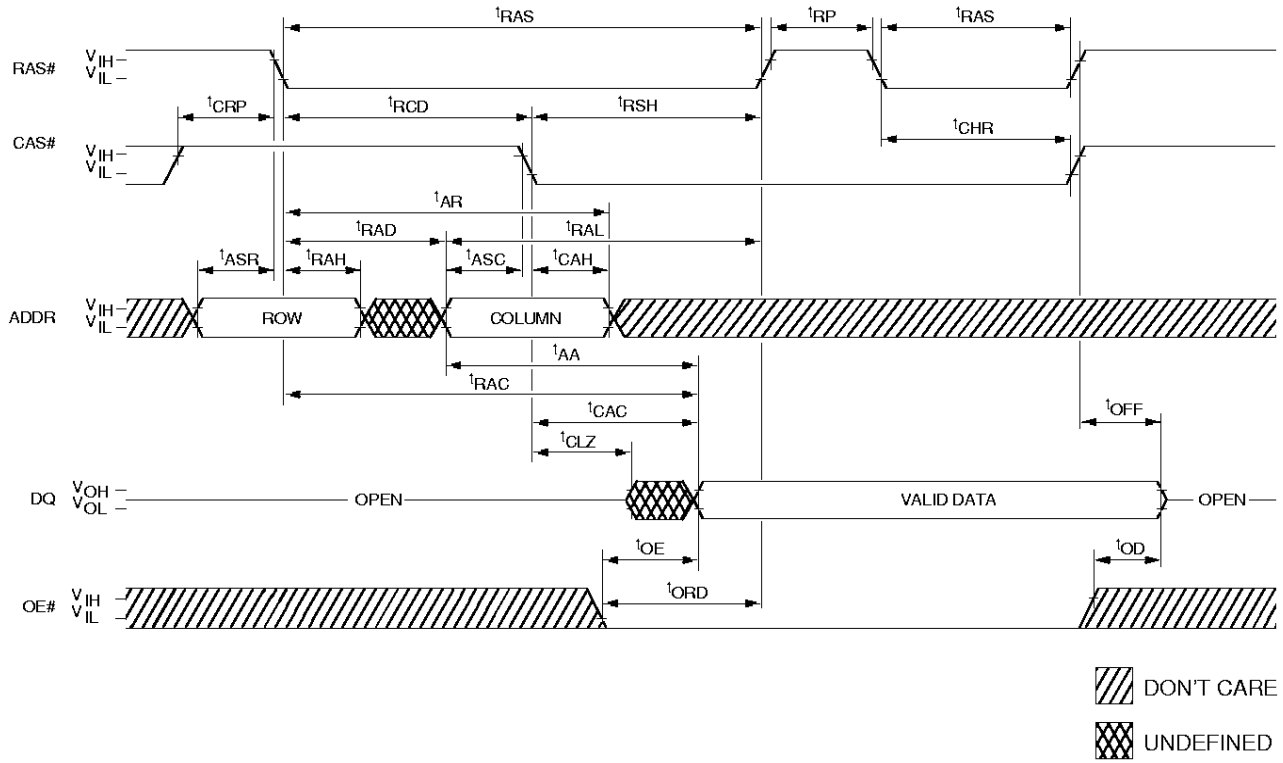 tRAS tRP tRAS
RAS# VIH
VIL
tCRP tRCD tRSH
tCHR
CAS# VIH
VIL
tAR
tRAD tRAL
tASR tRAH tASC tCAH
ADDR VIH
VIL
ROW COLUMN
tAA
tRAC
tCAC tOFF
tCLZ
DQ VOH
VOL
OPEN VALID DATA OPEN
tOE tOD
tORD
OE# VIH
VIL
DON'T CARE
UNDEFINED